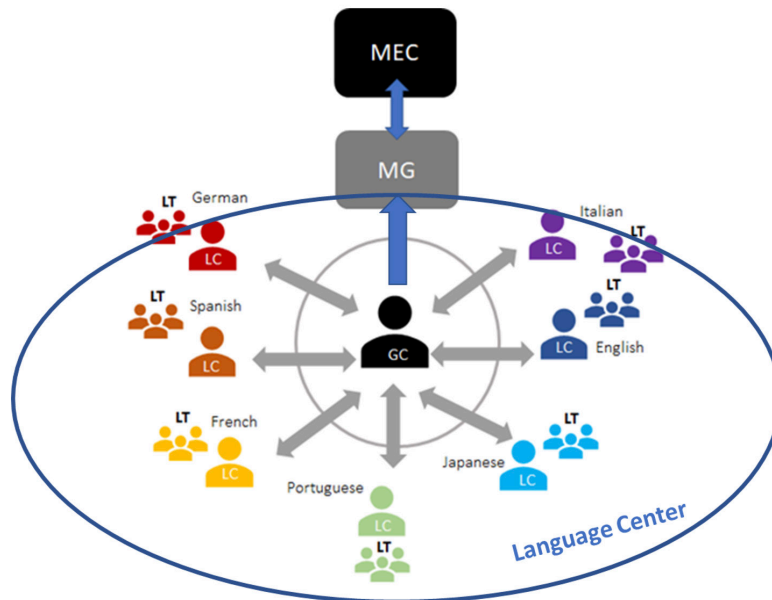 MEC
MG
LT German
LC
Italian
LT
LC
LT Spanish
LC
GC
LT
LC English
LT French
LC
Portuguese
LC
LT
Japanese
LT
LC
Language Center